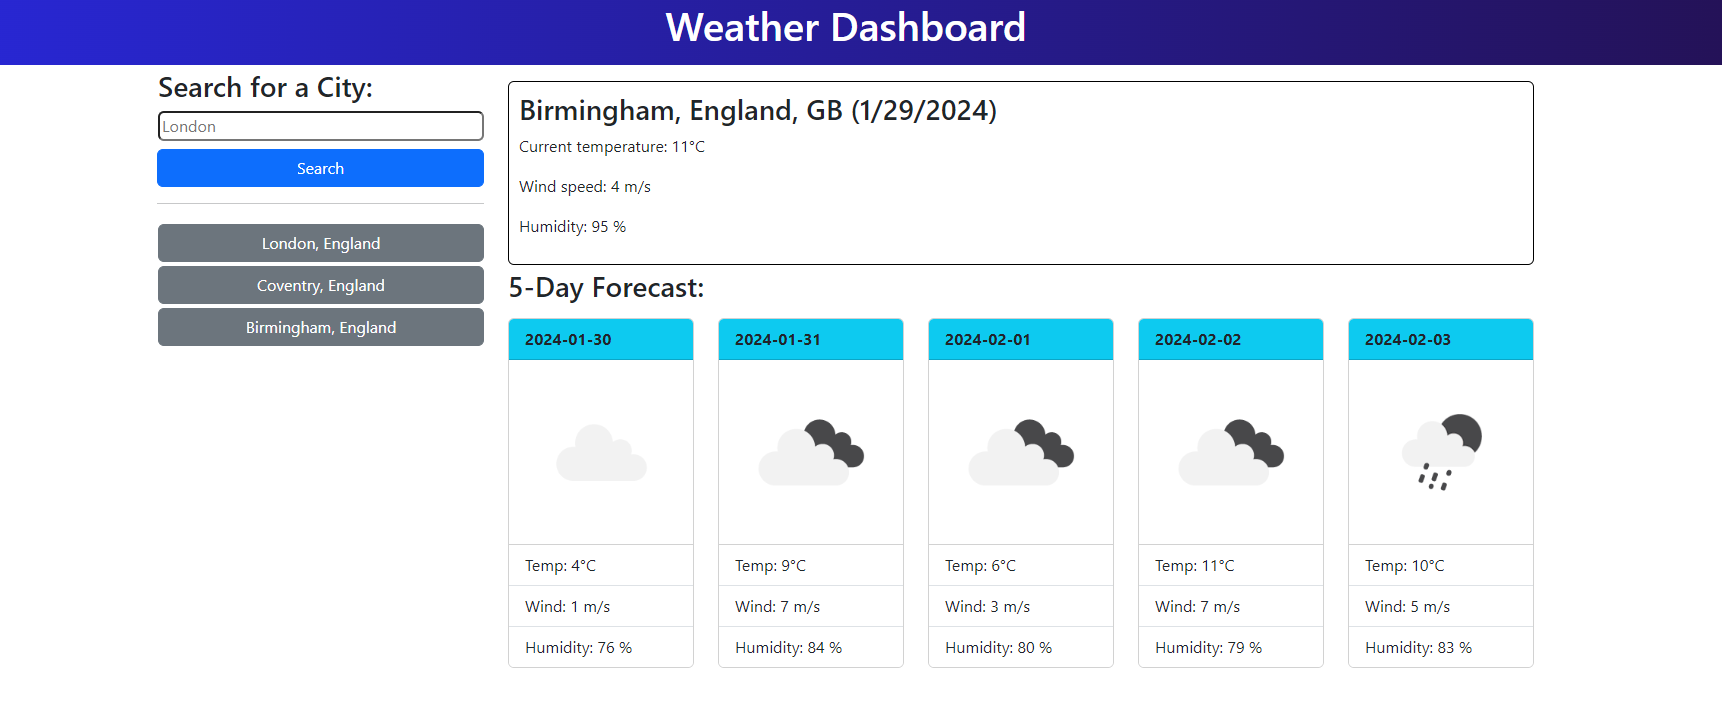 Weather Dashboard
Search for a City:
London
Search
London, England
Coventry, England
Birmingham, England
Birmingham, England, GB (1/29/2024)
Current temperature: 11°C
Wind speed: 4 m/s
Humidity: 95 %
5-Day Forecast:
2024-01-30
Temp: 4°C
Wind: 1 m/s
Humidity: 76 %
2024-01-31
Temp: 9°C
Wind: 7 m/s
Humidity: 84 %
2024-02-01
Temp: 6°C
Wind: 3 m/s
Humidity: 80 %
2024-02-02
Temp: 11°C
Wind: 7 m/s
Humidity: 79 %
2024-02-03
Temp: 10°C
Wind: 5 m/s
Humidity: 83 %